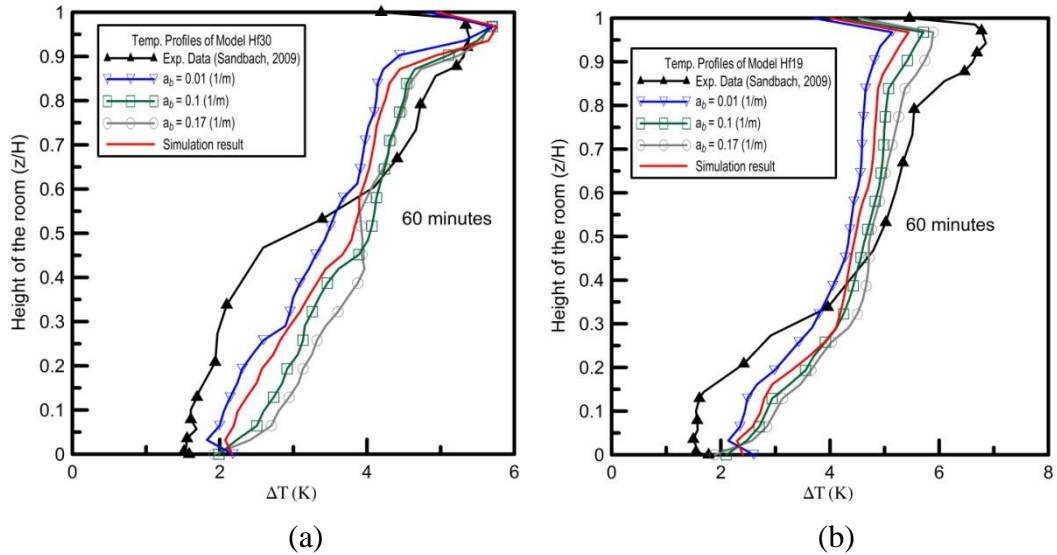 1
0.9
0.8
0.7
0.6
0.5
0.4
0.3
0.2
0.1
0
Height of the room (z/H)
Temp. Profiles of Model Hf30
Exp. Data (Sandbach, 2009)
a_b = 0.01 (1/m)
a_b = 0.1 (1/m)
a_b = 0.17 (1/m)
Simulation result
60 minutes
0 2 4 6
ΔT (K)
(a)
1
0.9
0.8
0.7
0.6
0.5
0.4
0.3
0.2
0.1
0
Height of the room (z/H)
Temp. Profiles of Model Hf19
Exp. Data (Sandbach, 2009)
a_b = 0.01 (1/m)
a_b = 0.1 (1/m)
a_b = 0.17 (1/m)
Simulation result
60 minutes
0 2 4 6 8
ΔT (K)
(b)